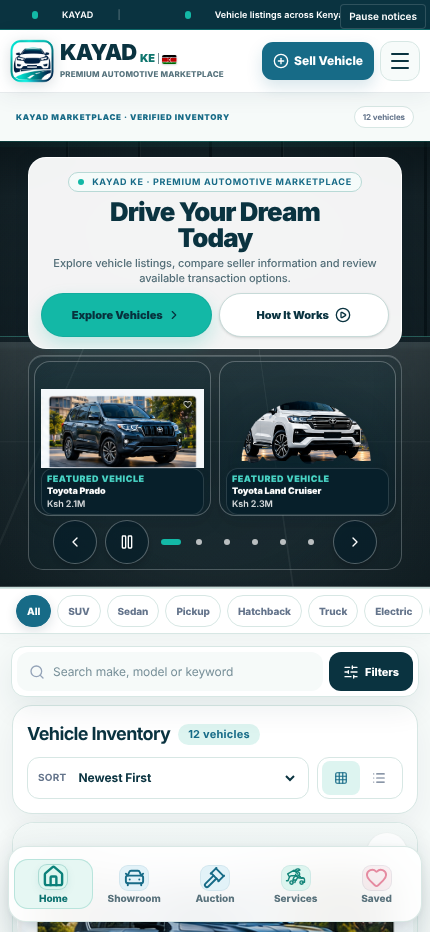 KAYAD
Vehicle listings across Keny
Pause notices
KAYAD KE
PREMIUM AUTOMOTIVE MARKETPLACE
Sell Vehicle
KAYAD MARKETPLACE · VERIFIED INVENTORY
12 vehicles
KAYAD KE · PREMIUM AUTOMOTIVE MARKETPLACE
Drive Your Dream
Today
Explore vehicle listings, compare seller information and review
available transaction options.
Explore Vehicles
How It Works
FEATURED VEHICLE
Toyota Prado
Ksh 2.1M
FEATURED VEHICLE
Toyota Land Cruiser
Ksh 2.3M
All
SUV
Sedan
Pickup
Hatchback
Truck
Electric
Search make, model or keyword
Filters
Vehicle Inventory
12 vehicles
SORT Newest First
Home
Showroom
Auction
Services
Saved